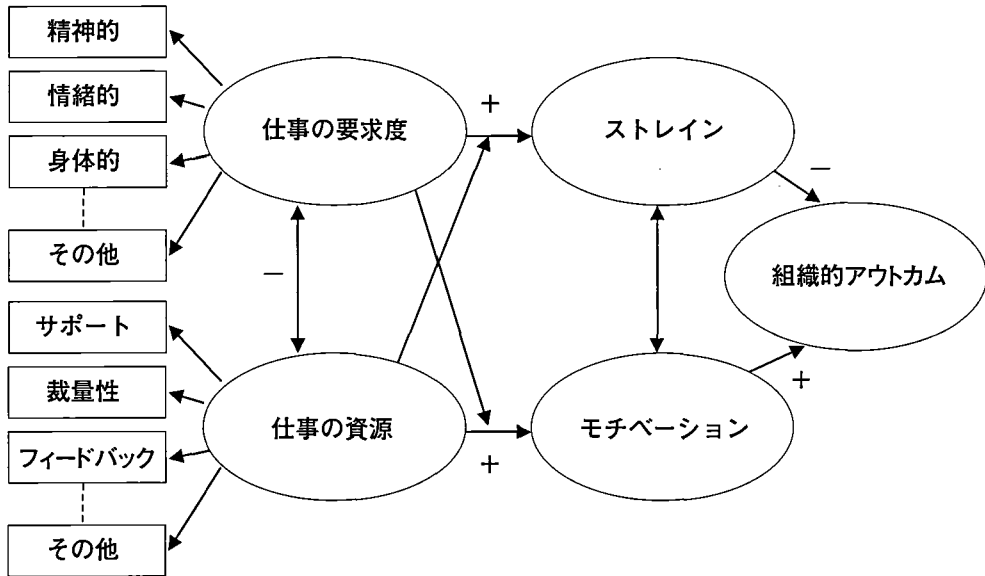 精神的
情緒的
身体的
その他
サポート
裁量性
フィードバック
その他
仕事の要求度
仕事の資源
+
−
+
ストレイン
モチベーション
−
+
組織的アウトカム